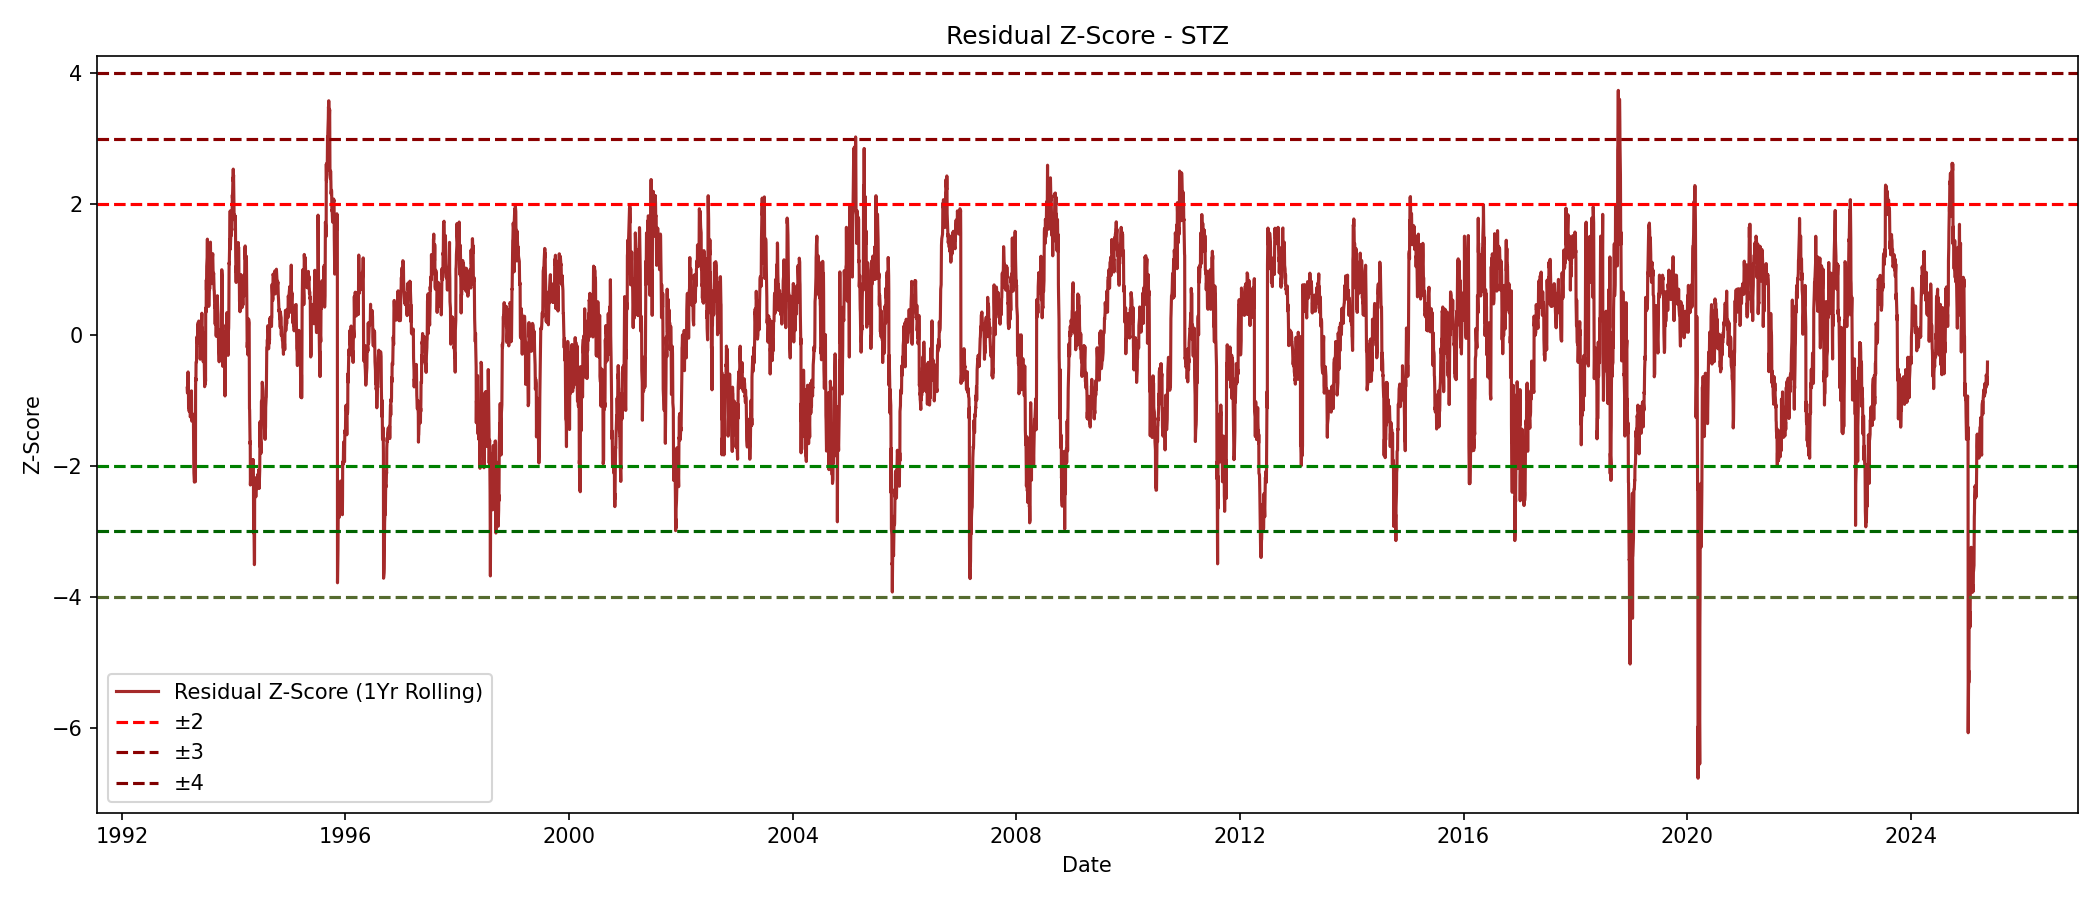 Residual Z-Score - STZ
4
2
0
−2
−4
−6
Z-Score
Residual Z-Score (1Yr Rolling)
±2
±3
±4
1992 1996 2000 2004 2008 2012 2016 2020 2024
Date